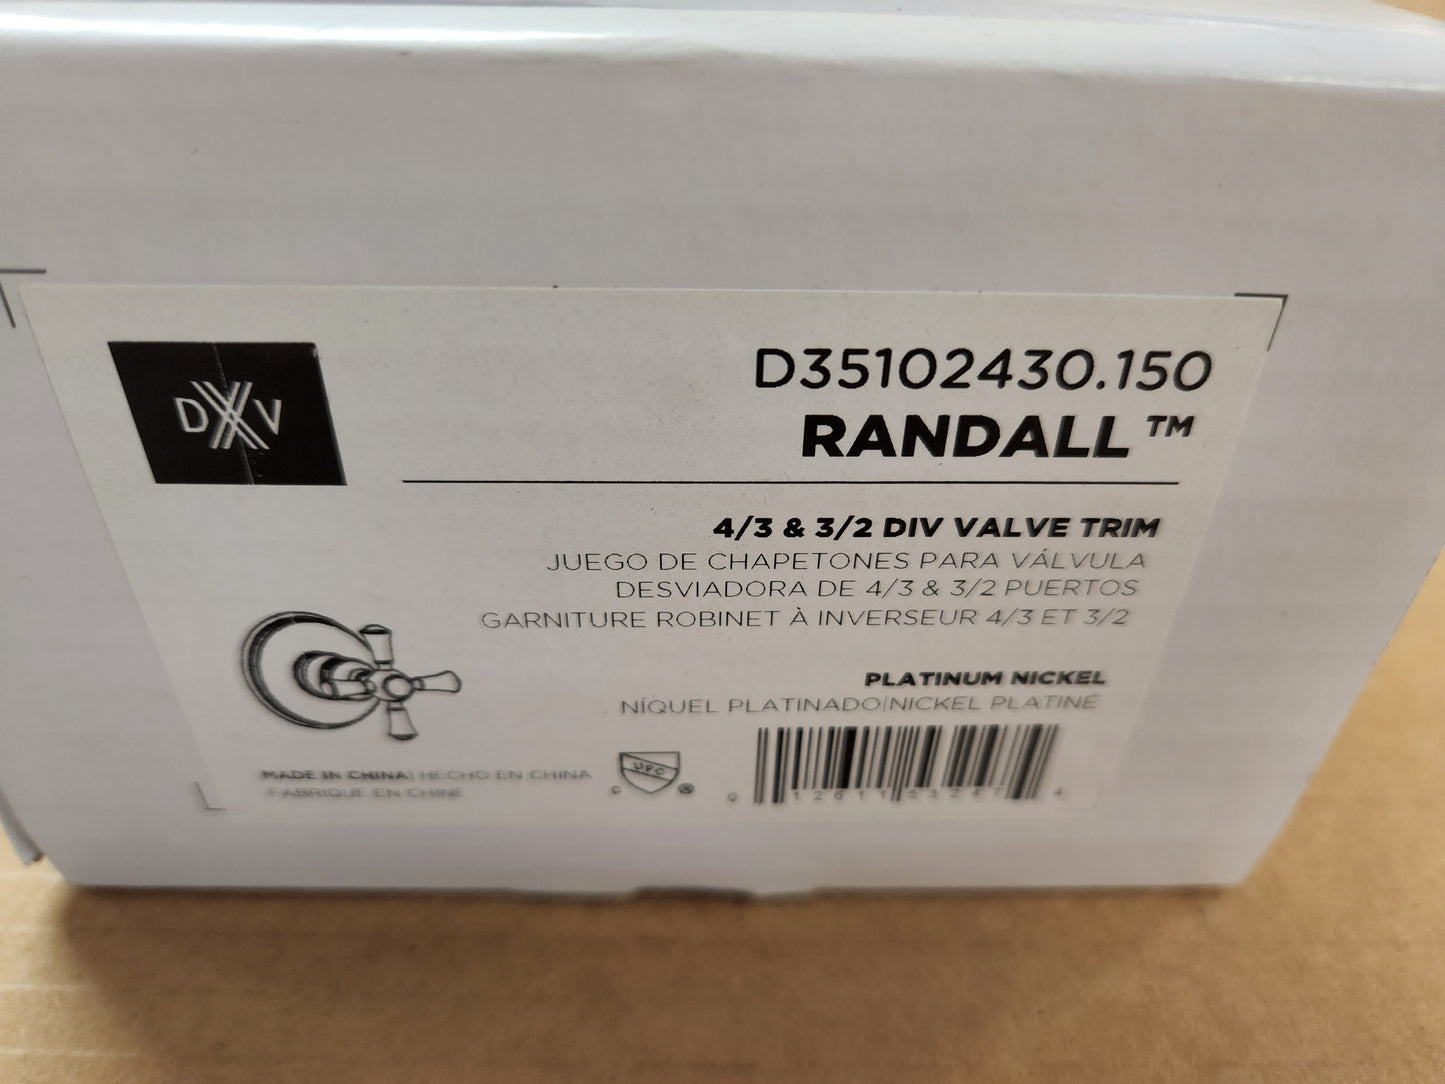 DXV
D35102430.150
RANDALL™
4/3 & 3/2 DIV VALVE TRIM
JUEGO DE CHAPETONES PARA VÁLVULA
DESVIADORA DE 4/3 & 3/2 PUERTOS
GARNITURE ROBINET À INVERSEUR 4/3 ET 3/2
PLATINUM NICKEL
NÍQUEL PLATINADO|NICKEL PLATINÉ
MADE IN CHINA| HECHO EN CHINA
FABRIQUE EN CHINE
c UPC ®